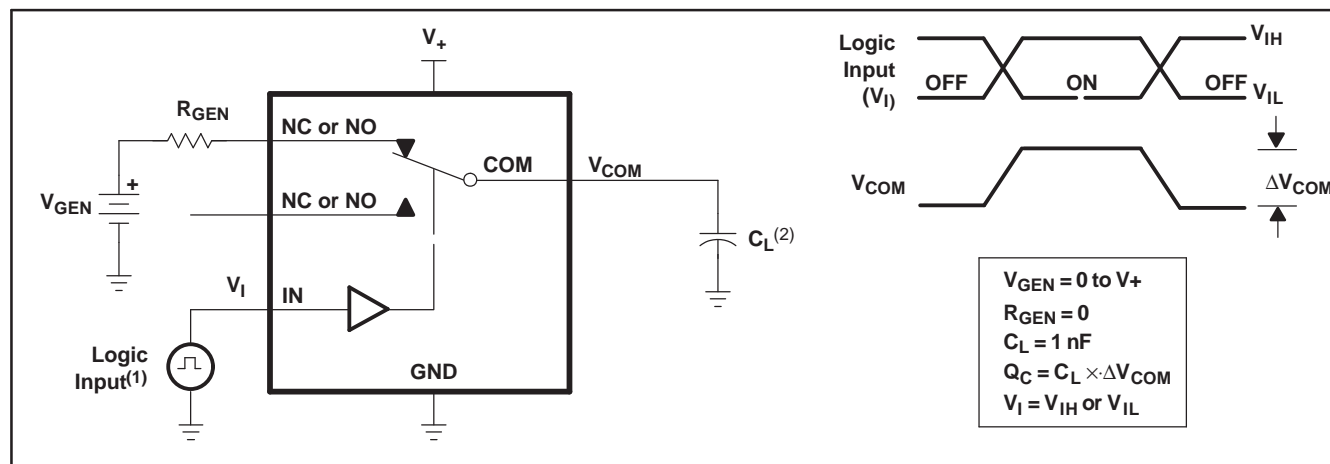 V+
RGEN
NC or NO
COM
VCOM
VGEN
+
NC or NO
CL(2)
VI
IN
Logic
Input(1)
GND
Logic
Input
(VI)
VIH
OFF
ON
OFF
VIL
VCOM
ΔVCOM
VGEN = 0 to V+
RGEN = 0
CL = 1 nF
QC = CL ×·ΔVCOM
VI = VIH or VIL